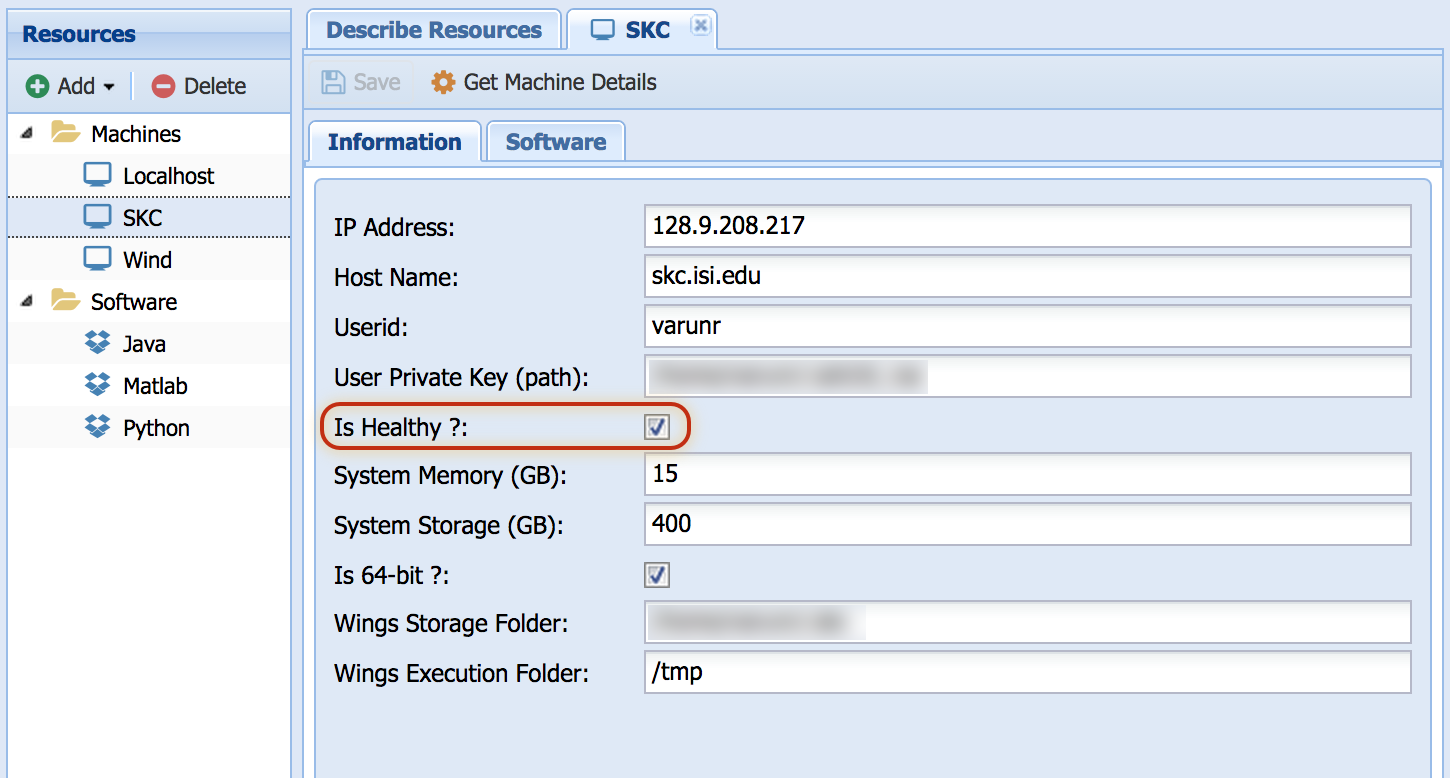 Resources
Add
Delete
Machines
Localhost
SKC
Wind
Software
Java
Matlab
Python
Describe Resources
SKC
Save
Get Machine Details
Information
Software
IP Address: 128.9.208.217
Host Name: skc.isi.edu
Userid: varunr
User Private Key (path):
Is Healthy ?:
System Memory (GB): 15
System Storage (GB): 400
Is 64-bit ?:
Wings Storage Folder:
Wings Execution Folder: /tmp